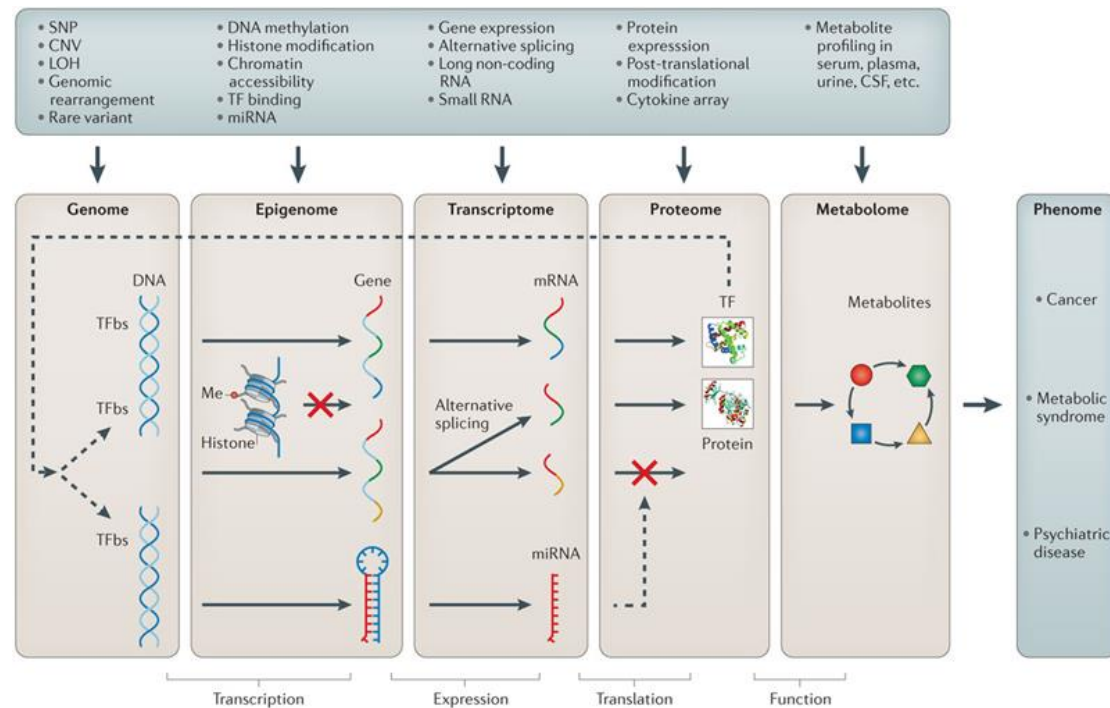 • SNP
• CNV
• LOH
• Genomic
rearrangement
• Rare variant
• DNA methylation
• Histone modification
• Chromatin
accessibility
• TF binding
• miRNA
• Gene expression
• Alternative splicing
• Long non-coding
RNA
• Small RNA
• Protein
expresssion
• Post-translational
modification
• Cytokine array
• Metabolite
profiling in
serum, plasma,
urine, CSF, etc.
Genome
Epigenome
Transcriptome
Proteome
Metabolome
Phenome
DNA
TFbs
TFbs
TFbs
Gene
Me
Histone
mRNA
Alternative
splicing
miRNA
TF
Protein
Metabolites
• Cancer
• Metabolic
syndrome
• Psychiatric
disease
Transcription
Expression
Translation
Function